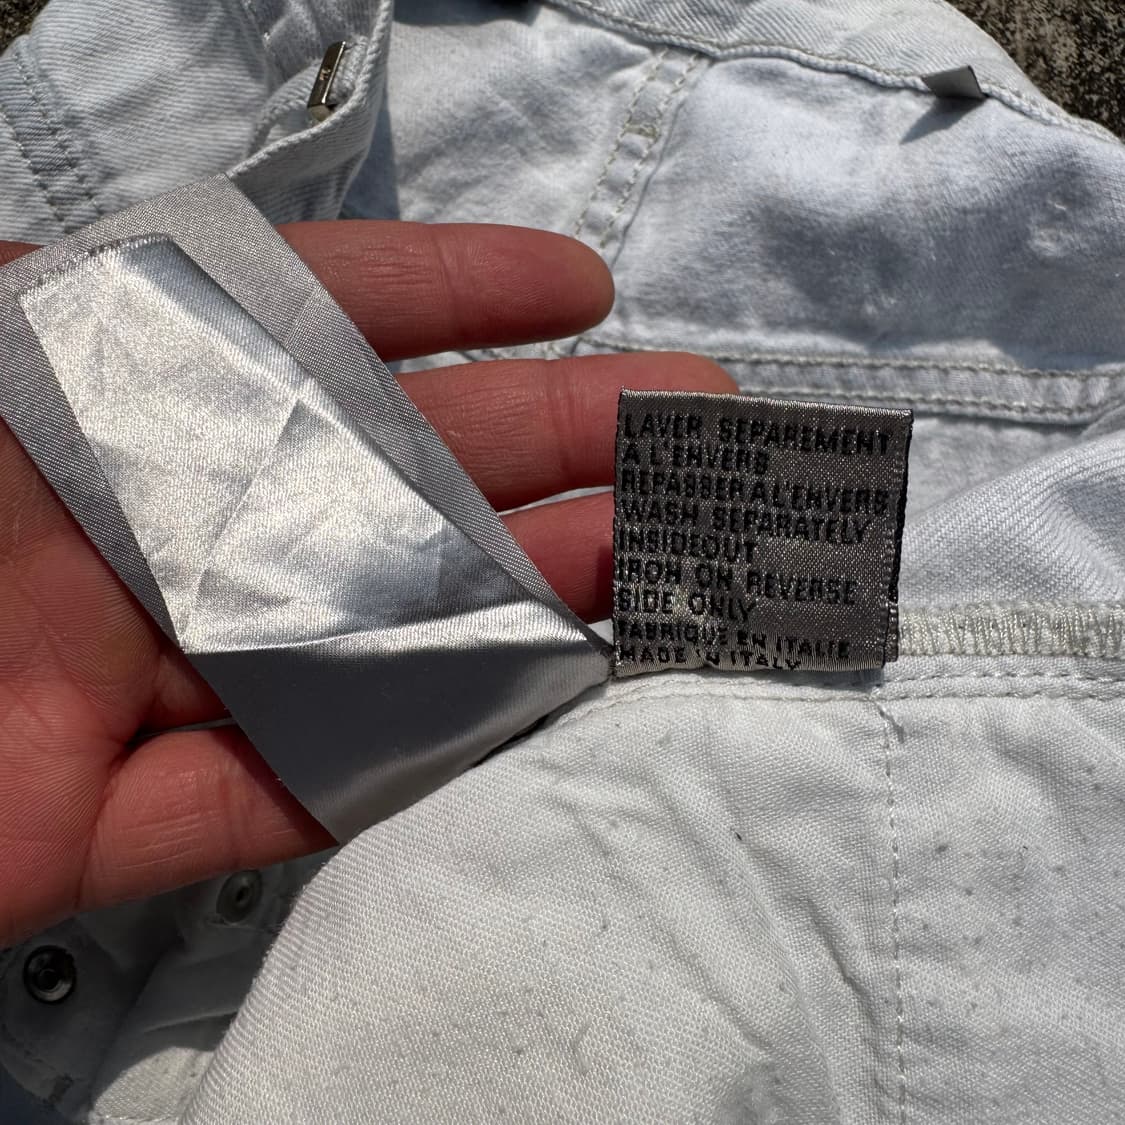 LAVER SEPAREMENT
A L'ENVERS
REPASSER A L'ENVERS
WASH SEPARATELY
INSIDEOUT
IRON ON REVERSE
SIDE ONLY
FABRIQUE EN ITALIE
MADE IN ITALY